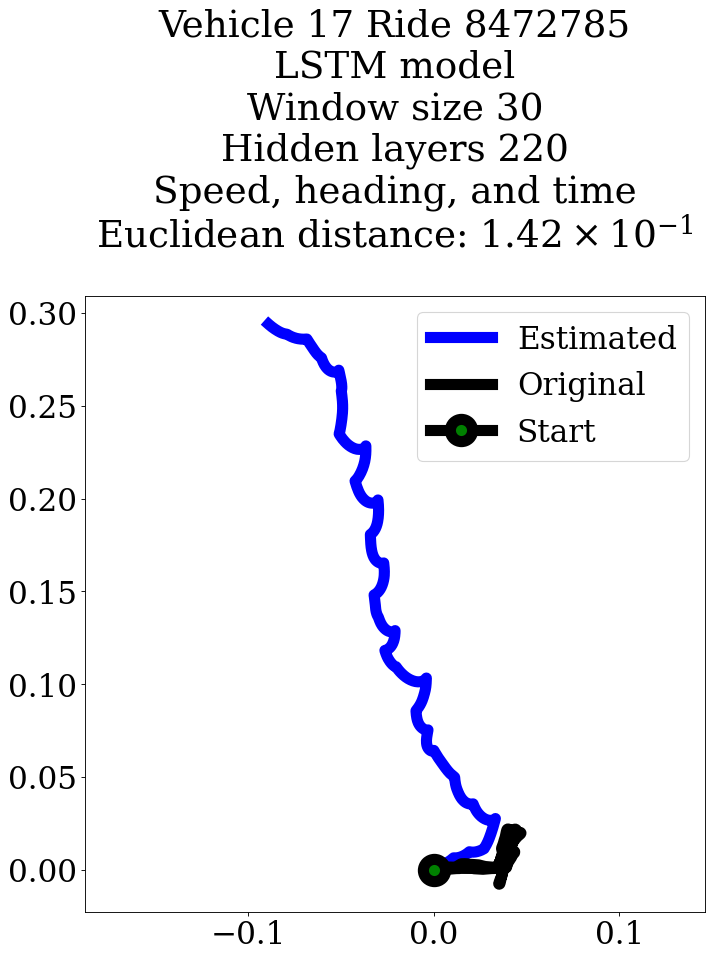 Vehicle 17 Ride 8472785
LSTM model
Window size 30
Hidden layers 220
Speed, heading, and time
Euclidean distance: 1.42 × 10⁻¹
0.30
0.25
0.20
0.15
0.10
0.05
0.00
Estimated
Original
Start
−0.1
0.0
0.1